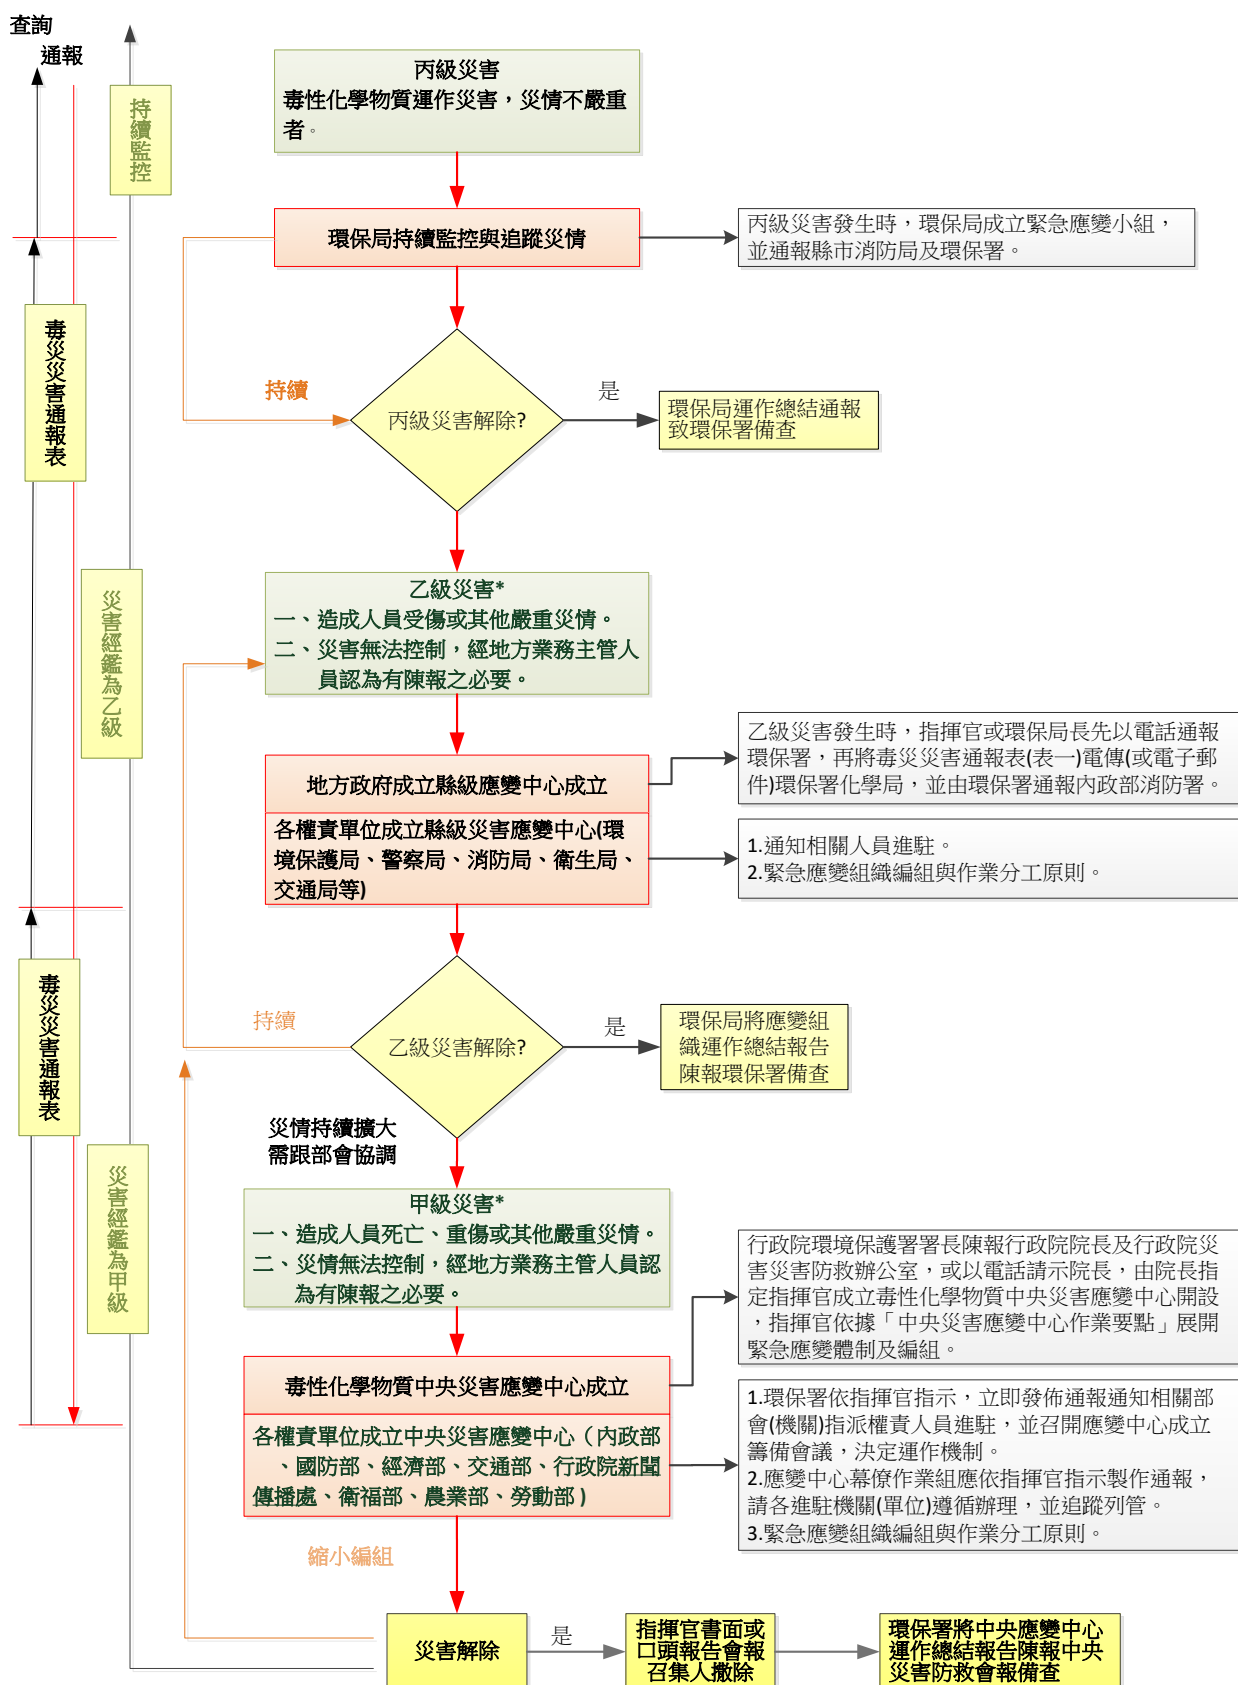 查詢
通報
持續監控
毒災災害通報表
災害經鑑為乙級
毒災災害通報表
災害經鑑為甲級
丙級災害
毒性化學物質運作災害，災情不嚴重
者。
環保局持續監控與追蹤災情
丙級災害發生時，環保局成立緊急應變小組，
並通報縣市消防局及環保署。
持續
丙級災害解除?
是
環保局運作總結通報
致環保署備查
乙級災害*
一、造成人員受傷或其他嚴重災情。
二、災害無法控制，經地方業務主管人
員認為有陳報之必要。
地方政府成立縣級應變中心成立
各權責單位成立縣級災害應變中心(環
境保護局、警察局、消防局、衛生局、
交通局等)
乙級災害發生時，指揮官或環保局長先以電話通報
環保署，再將毒災災害通報表(表一)電傳(或電子郵
件)環保署化學局，並由環保署通報內政部消防署。
1.通知相關人員進駐。
2.緊急應變組織編組與作業分工原則。
持續
乙級災害解除?
是
環保局將應變組
織運作總結報告
陳報環保署備查
災情持續擴大
需跟部會協調
甲級災害*
一、造成人員死亡、重傷或其他嚴重災情。
二、災情無法控制，經地方業務主管人員認
為有陳報之必要。
毒性化學物質中央災害應變中心成立
各權責單位成立中央災害應變中心（內政部
、國防部、經濟部、交通部、行政院新聞
傳播處、衛福部、農業部、勞動部）
行政院環境保護署署長陳報行政院院長及行政院災
害災害防救辦公室，或以電話請示院長，由院長指
定指揮官成立毒性化學物質中央災害應變中心開設
，指揮官依據「中央災害應變中心作業要點」展開
緊急應變體制及編組。
1.環保署依指揮官指示，立即發佈通報通知相關部
會(機關)指派權責人員進駐，並召開應變中心成立
籌備會議，決定運作機制。
2.應變中心幕僚作業組應依指揮官指示製作通報，
請各進駐機關(單位)遵循辦理，並追蹤列管。
3.緊急應變組織編組與作業分工原則。
縮小編組
災害解除
是
指揮官書面或
口頭報告會報
召集人撤除
環保署將中央應變中心
運作總結報告陳報中央
災害防救會報備查